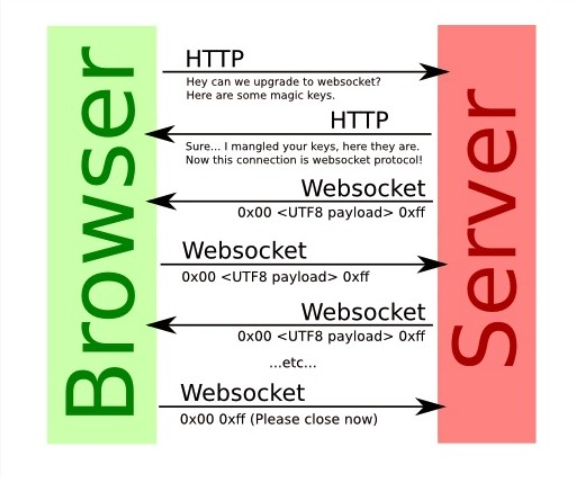 Browser
Server
HTTP
Hey can we upgrade to websocket?
Here are some magic keys.
HTTP
Sure... I mangled your keys, here they are.
Now this connection is websocket protocol!
Websocket
0x00 <UTF8 payload> 0xff
Websocket
0x00 <UTF8 payload> 0xff
Websocket
0x00 <UTF8 payload> 0xff
...etc...
Websocket
0x00 0xff (Please close now)